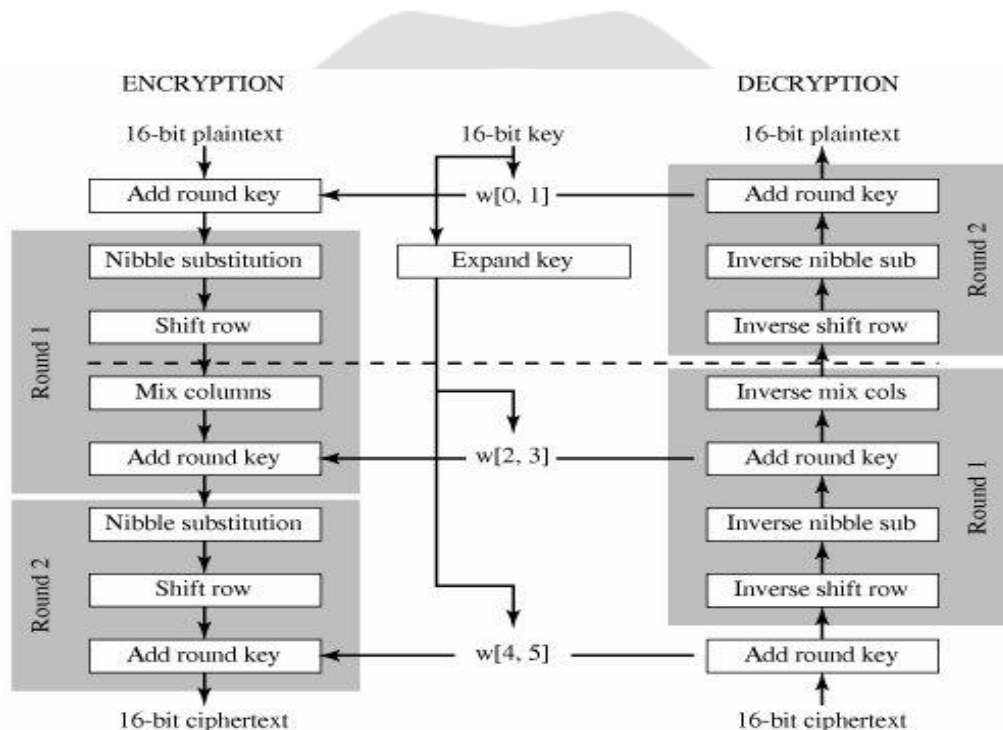 ENCRYPTION
DECRYPTION
16-bit plaintext
16-bit key
16-bit plaintext
Add round key
w[0, 1]
Add round key
Nibble substitution
Expand key
Inverse nibble sub
Round 2
Shift row
Inverse shift row
Round 1
Mix columns
Inverse mix cols
Add round key
w[2, 3]
Add round key
Round 1
Nibble substitution
Inverse nibble sub
Round 2
Shift row
Inverse shift row
Add round key
w[4, 5]
Add round key
16-bit ciphertext
16-bit ciphertext